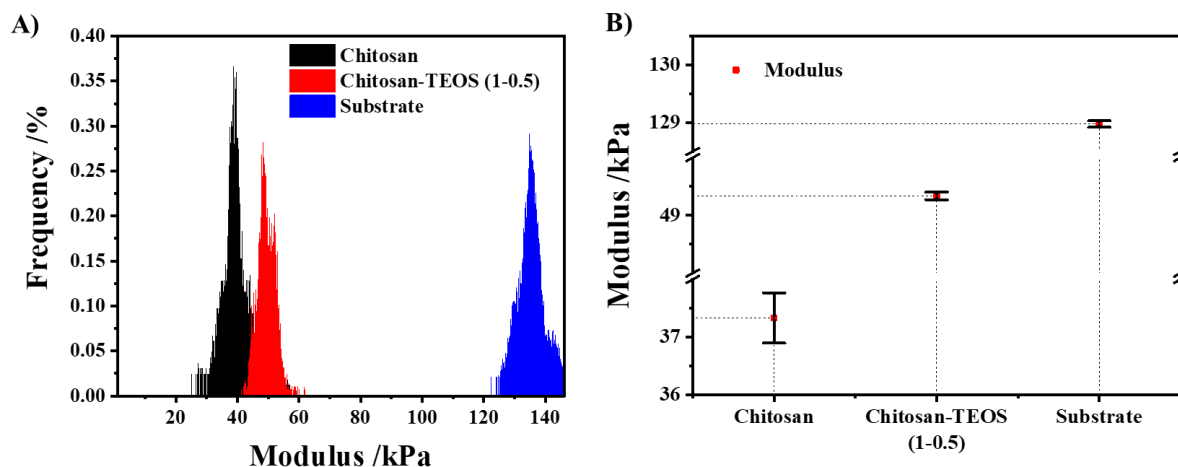 A)
Frequency /%
0.40
0.35
0.30
0.25
0.20
0.15
0.10
0.05
0.00
Chitosan
Chitosan-TEOS (1-0.5)
Substrate
20
40
60
80
100
120
140
Modulus /kPa
B)
Modulus /kPa
130
129
49
37
36
Modulus
Chitosan
Chitosan-TEOS
(1-0.5)
Substrate